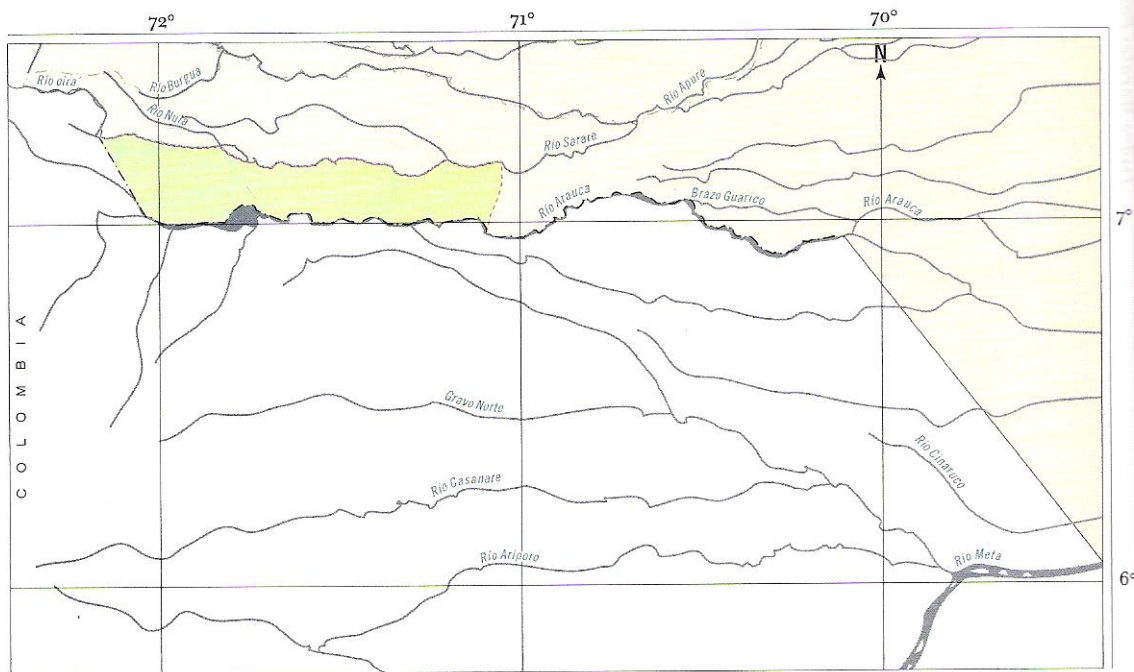 72°
71°
70°
N
Río oirá
Río Burgua
Río Nula
Río Apure
Río Sarare
Río Arauca
Brazo Guárico
Río Arauca
7°
COLOMBIA
Gravo Norte
Río Cinaruco
Río Casanare
Río Ariporo
Río Meta
6°